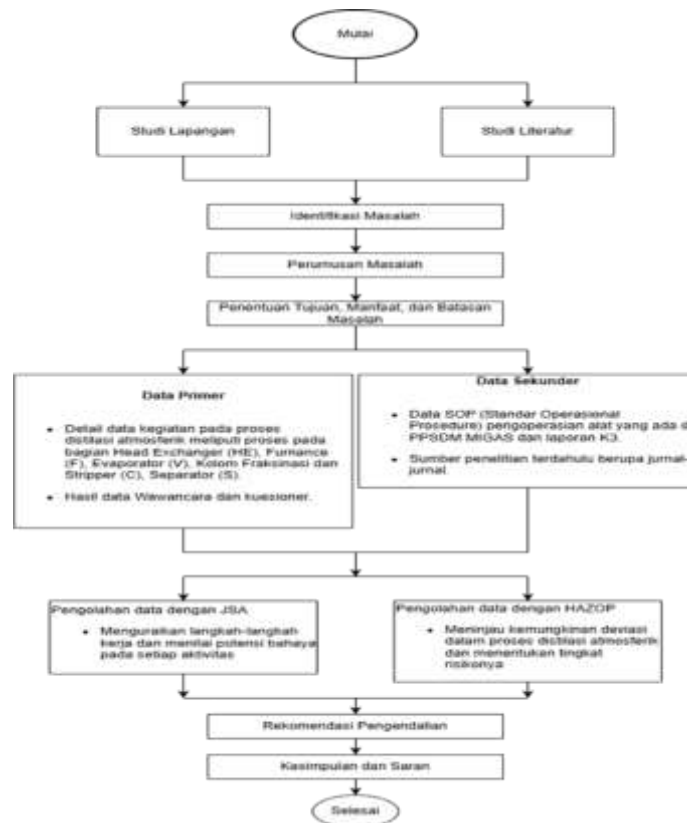 Mulai
Studi Lapangan
Studi Literatur
Identifikasi Masalah
Perumusan Masalah
Penentuan Tujuan, Manfaat, dan Batasan
Masalah
Data Primer
• Detail data kegiatan pada proses
distilasi atmosferik meliputi proses pada
bagian Head Exchanger (HE), Furnance
(F), Evaporator (V), Kolom Fraksinasi dan
Stripper (C), Separator (S).
• Hasil data Wawancara dan kuesioner.
Data Sekunder
• Data SOP (Standar Operasional
Prosedure) pengoperasian alat yang ada d
PPSDM MIGAS dan laporan K3.
• Sumber penelitian terdahulu berupa jurnal-
jurnal
Pengolahan data dengan JSA
• Menguraikan langkah-langkah
kerja dan menilai potensi bahaya
pada setiap aktivitas
Pengolahan data dengan HAZOP
• Meninjau kemungkinan deviasi
dalam proses distilasi atmosferik
dan menentukan tingkat
risikonya
Rekomendasi Pengendalian
Kesimpulan dan Saran
Selesai